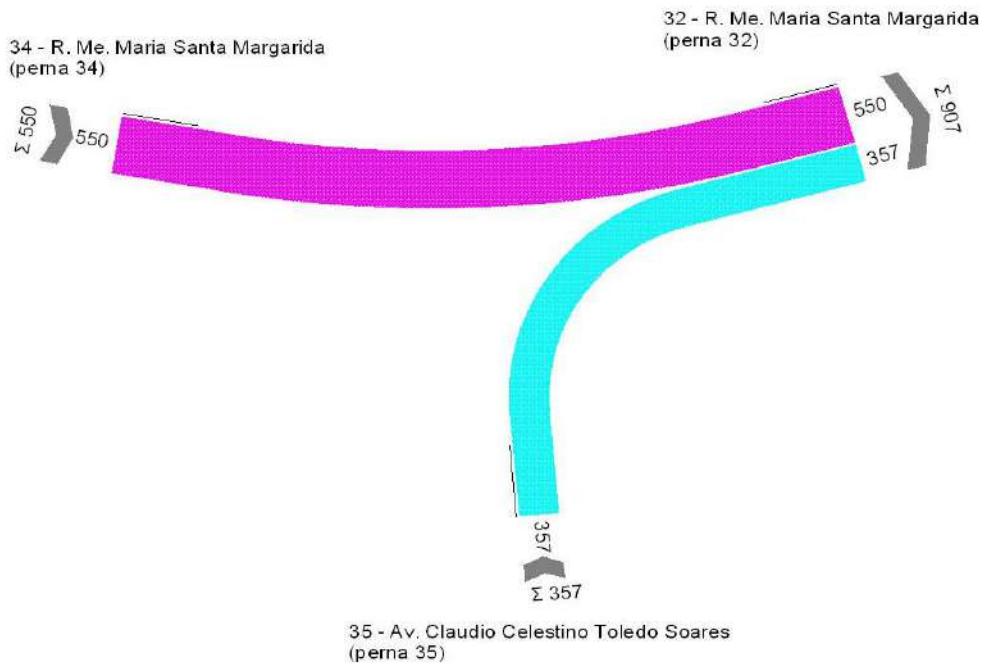 32 - R. Me. Maria Santa Margarida
(perna 32)
34 - R. Me. Maria Santa Margarida
(perna 34)
Σ 550
550
550
357
Σ 907
357
Σ 357
35 - Av. Claudio Celestino Toledo Soares
(perna 35)